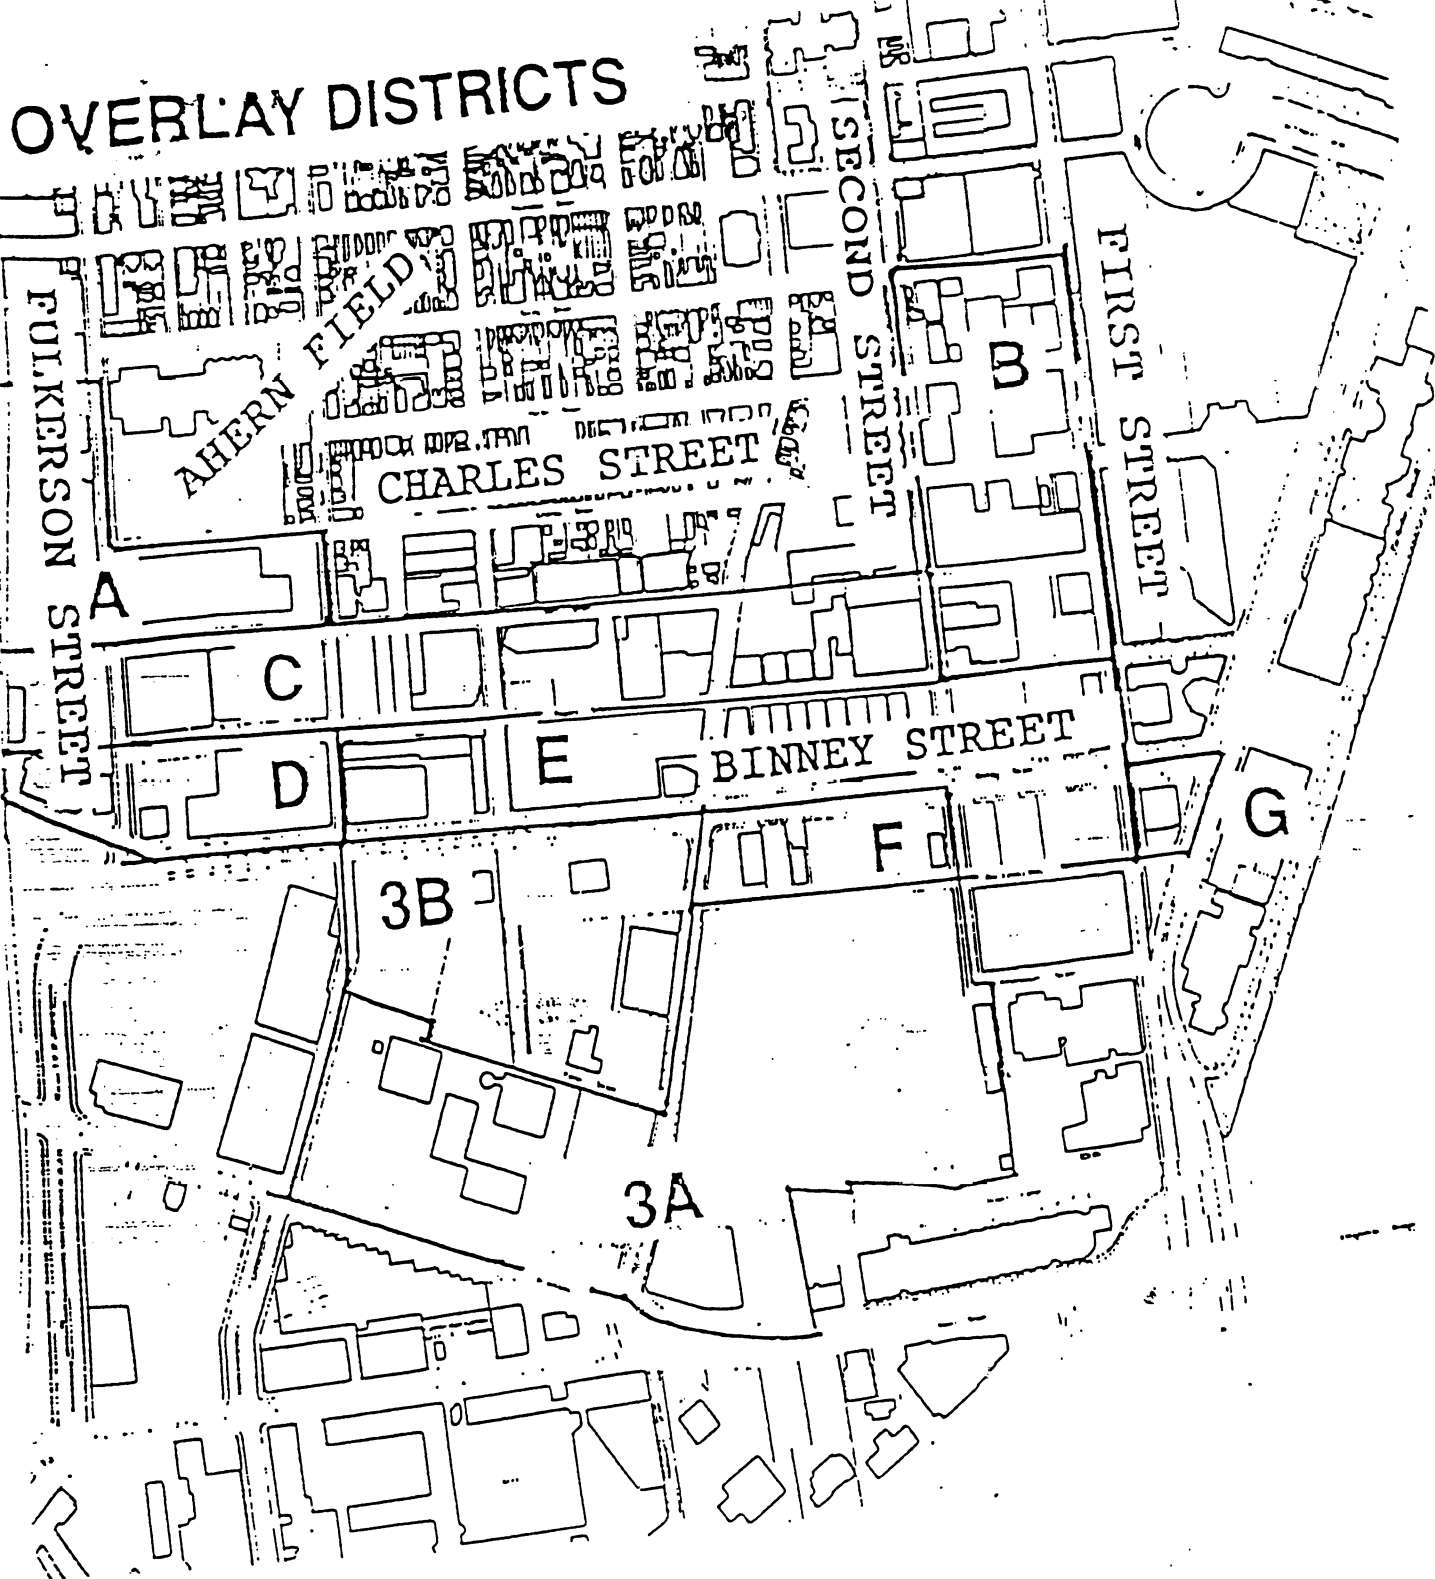 OVERLAY DISTRICTS
SECOND STREET
FIRST STREET
FULKERSON STREET
AHERN FIELD
B
CHARLES STREET
A
C
D
E
BINNEY STREET
F
G
3B
3A